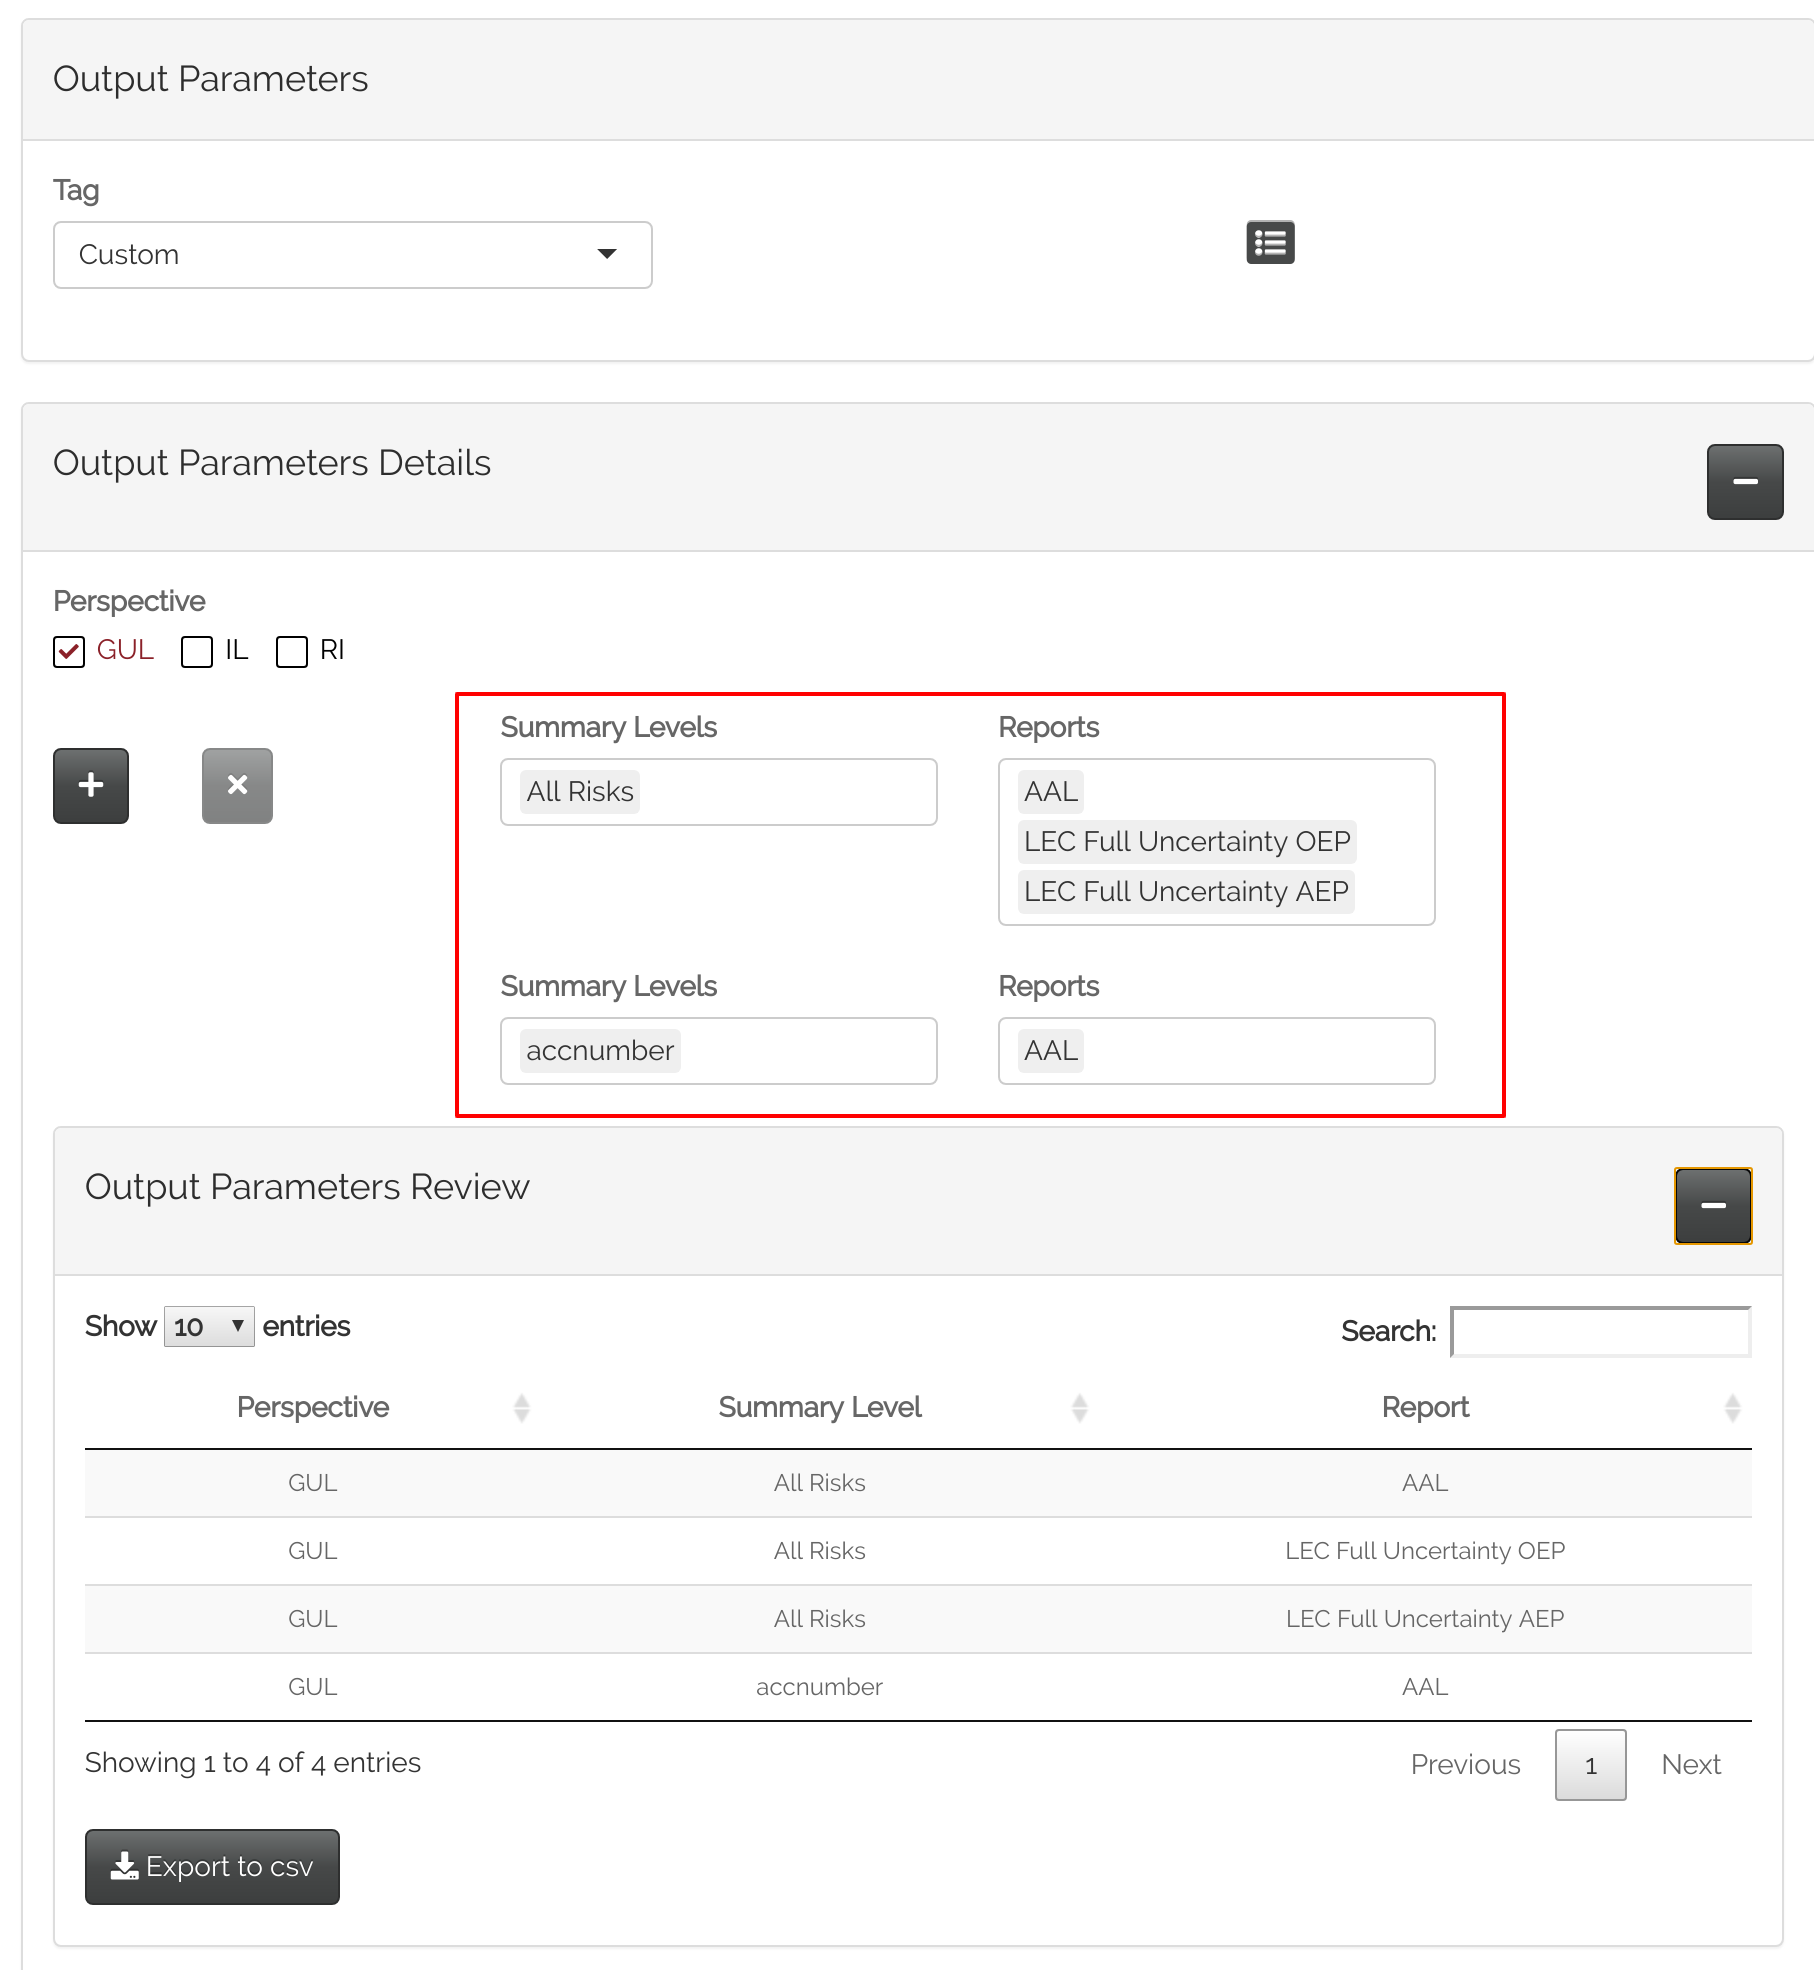 Output Parameters
Tag
Custom
Output Parameters Details
Perspective
GUL IL RI
Summary Levels Reports
All Risks AAL
LEC Full Uncertainty OEP
LEC Full Uncertainty AEP
Summary Levels Reports
accnumber AAL
Output Parameters Review
Show 10 entries Search:
Perspective Summary Level Report
GUL All Risks AAL
GUL All Risks LEC Full Uncertainty OEP
GUL All Risks LEC Full Uncertainty AEP
GUL accnumber AAL
Showing 1 to 4 of 4 entries Previous 1 Next
Export to csv